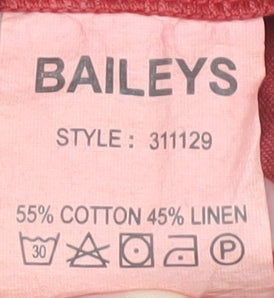 BAILEYS
STYLE : 311129
55% COTTON 45% LINEN
30 P